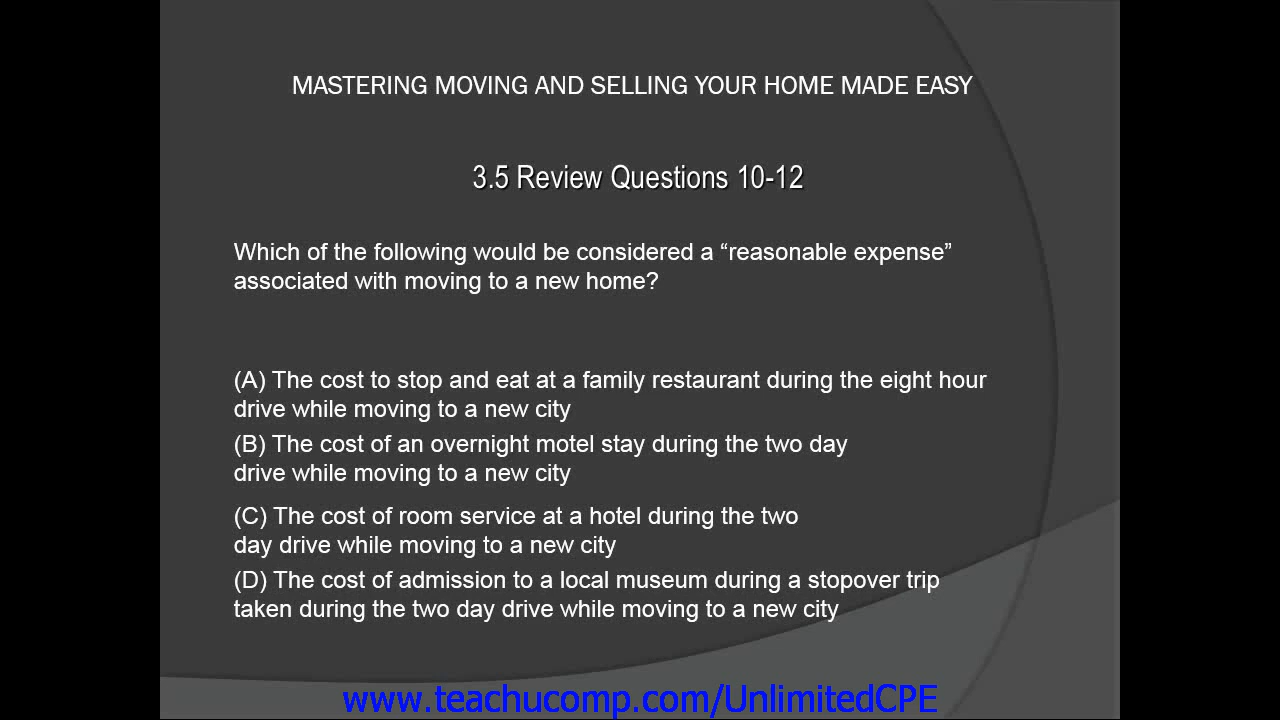 MASTERING MOVING AND SELLING YOUR HOME MADE EASY
3.5 Review Questions 10-12
Which of the following would be considered a “reasonable expense”
associated with moving to a new home?
(A) The cost to stop and eat at a family restaurant during the eight hour
drive while moving to a new city
(B) The cost of an overnight motel stay during the two day
drive while moving to a new city
(C) The cost of room service at a hotel during the two
day drive while moving to a new city
(D) The cost of admission to a local museum during a stopover trip
taken during the two day drive while moving to a new city
www.teachucomp.com/UnlimitedCPE